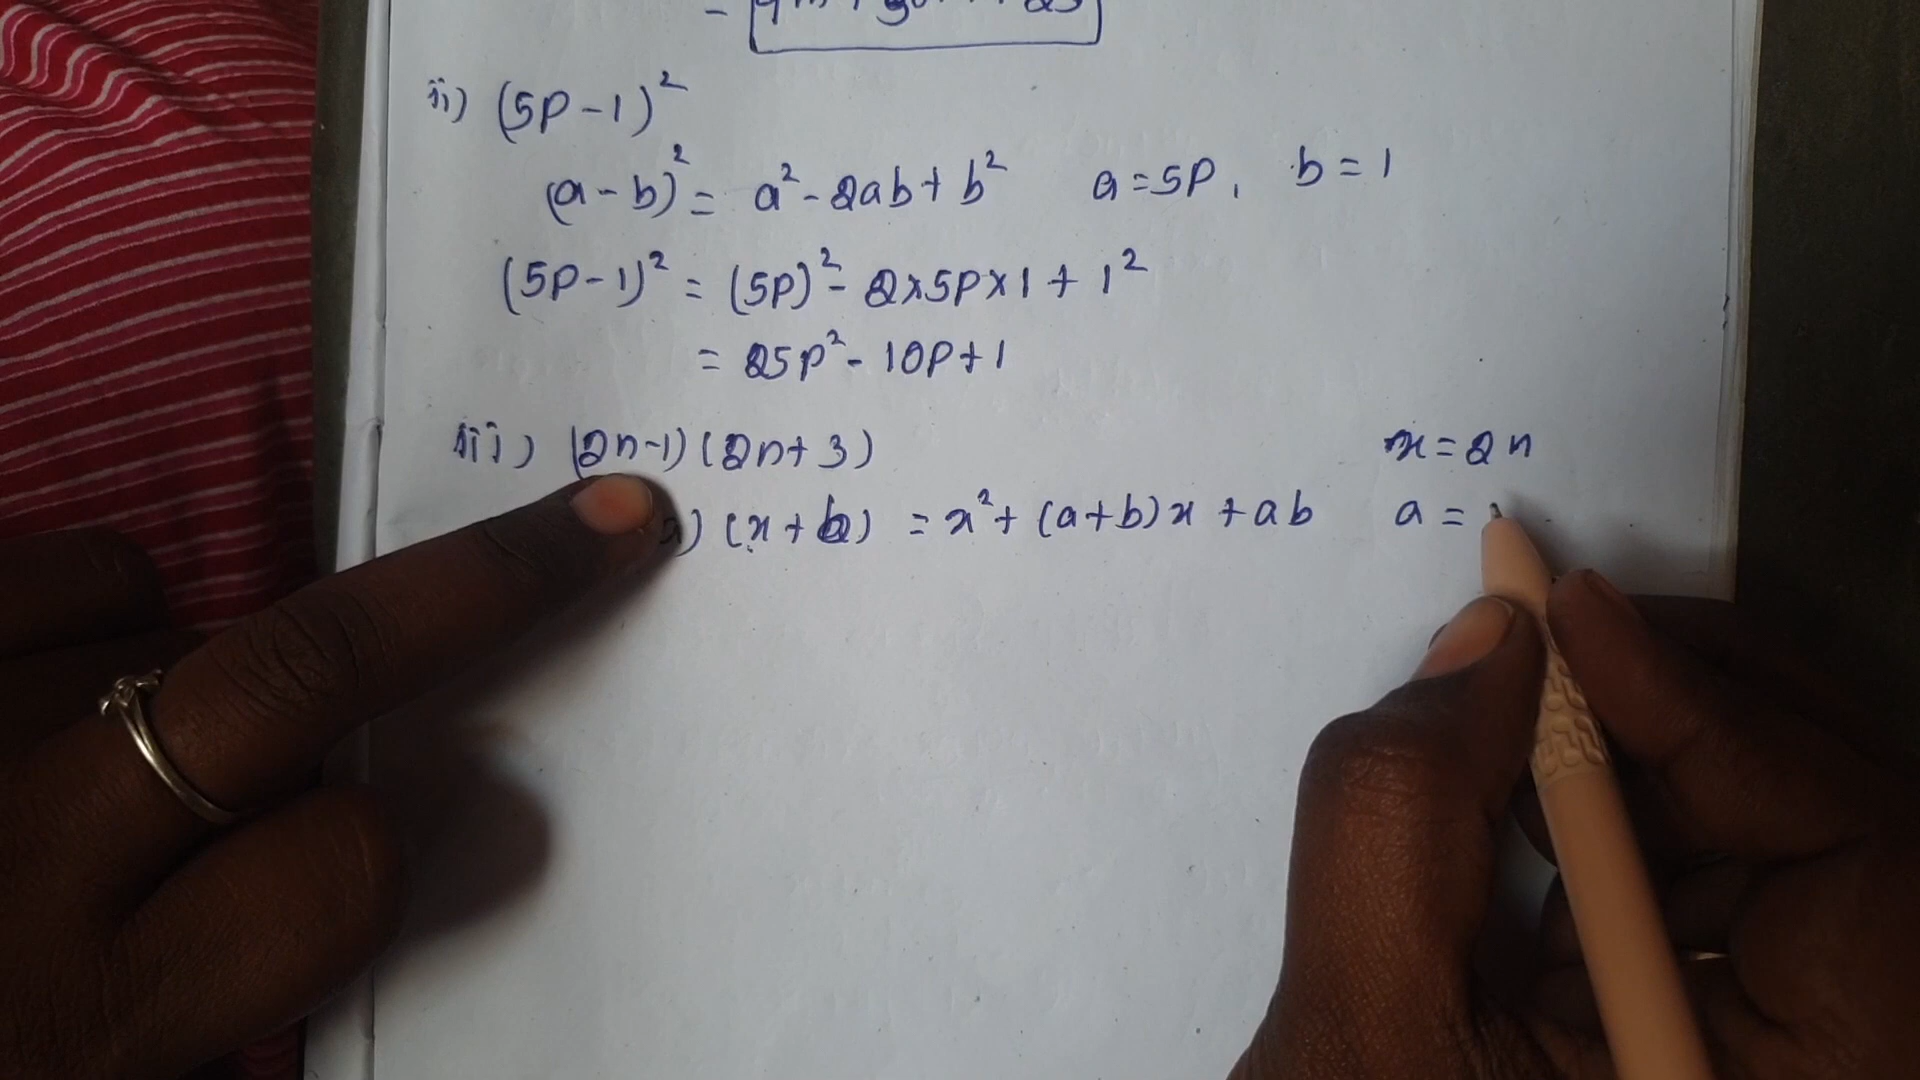 ii) (5P-1)²
(a-b)² = a² - 2ab + b² a = 5P, b = 1
(5P-1)² = (5P)² - 2×5P×1 + 1²
= 25P² - 10P + 1
iii) (2n-1)(2n+3) x = 2n
a) (x+b) = x² + (a+b)x + ab a =